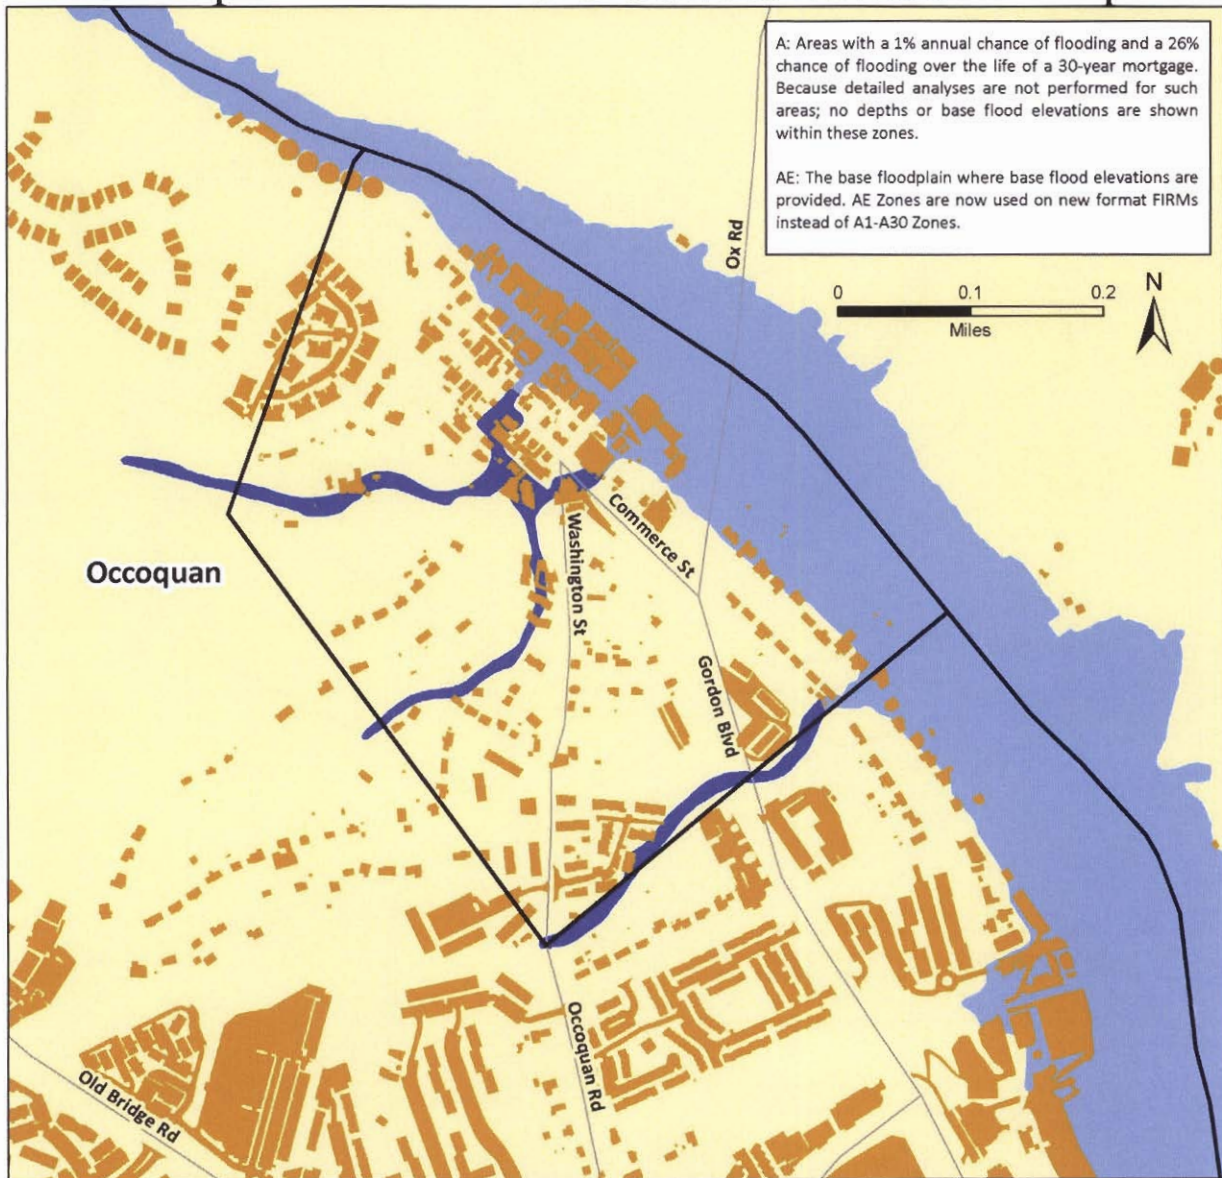 A: Areas with a 1% annual chance of flooding and a 26%
chance of flooding over the life of a 30-year mortgage.
Because detailed analyses are not performed for such
areas; no depths or base flood elevations are shown
within these zones.
AE: The base floodplain where base flood elevations are
provided. AE Zones are now used on new format FIRMs
instead of A1-A30 Zones.
Ox Rd
0 0.1 0.2
Miles
N
Commerce St
Washington St
Occoquan
Gordon Blvd
Occoquan Rd
Old Bridge Rd